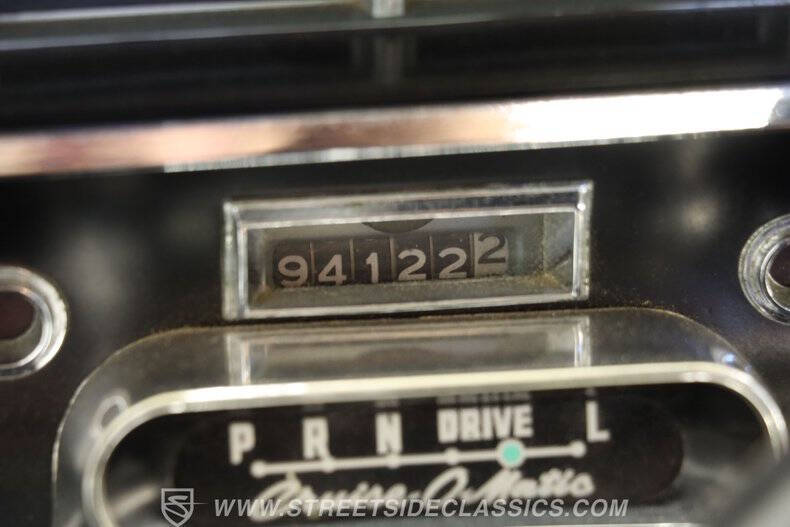 941222
P R N DRIVE L
Cruise-O-Matic
WWW.STREETSIDECLASSICS.COM